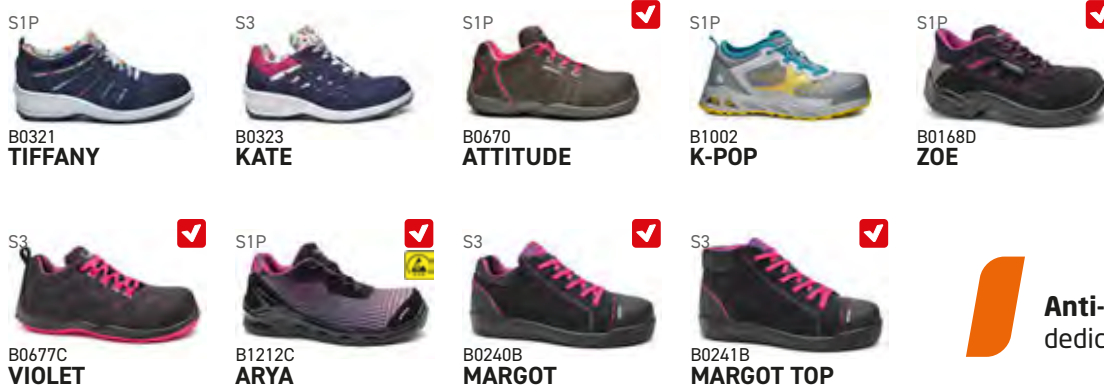 S1P
B0321
TIFFANY
S3
B0323
KATE
S1P
B0670
ATTITUDE
S1P
B1002
K-POP
S1P
B0168D
ZOE
S3
B0677C
VIOLET
S1P
B1212C
ARYA
S3
B0240B
MARGOT
S3
B0241B
MARGOT TOP
Anti-
dedic